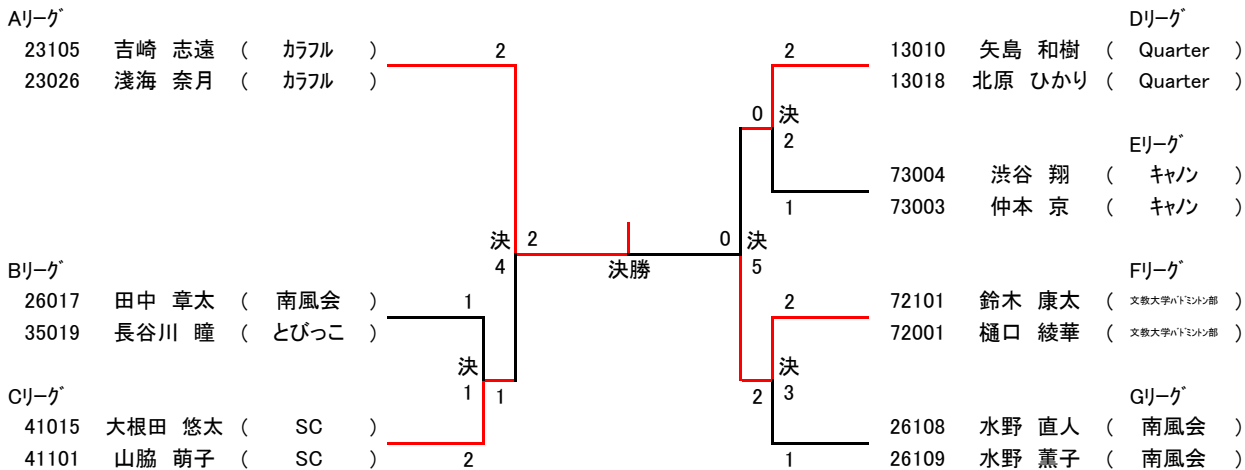 Aリーグ
23105 吉崎 志遠 ( カラフル )
23026 淺海 奈月 ( カラフル )
2
Bリーグ
26017 田中 章太 ( 南風会 )
35019 長谷川 瞳 ( とびっこ )
1
Cリーグ
41015 大根田 悠太 ( SC )
41101 山脇 萌子 ( SC )
2
決
1
1
決
4
2
決勝
0
決
5
0
決
2
2
決
3
Dリーグ
2
13010 矢島 和樹 ( Quarter )
13018 北原 ひかり ( Quarter )
Eリーグ
73004 渋谷 翔 ( キャノン )
73003 仲本 京 ( キャノン )
1
Fリーグ
2
72101 鈴木 康太 ( 文教大学バドミントン部 )
72001 樋口 綾華 ( 文教大学バドミントン部 )
Gリーグ
26108 水野 直人 ( 南風会 )
26109 水野 薫子 ( 南風会 )
1